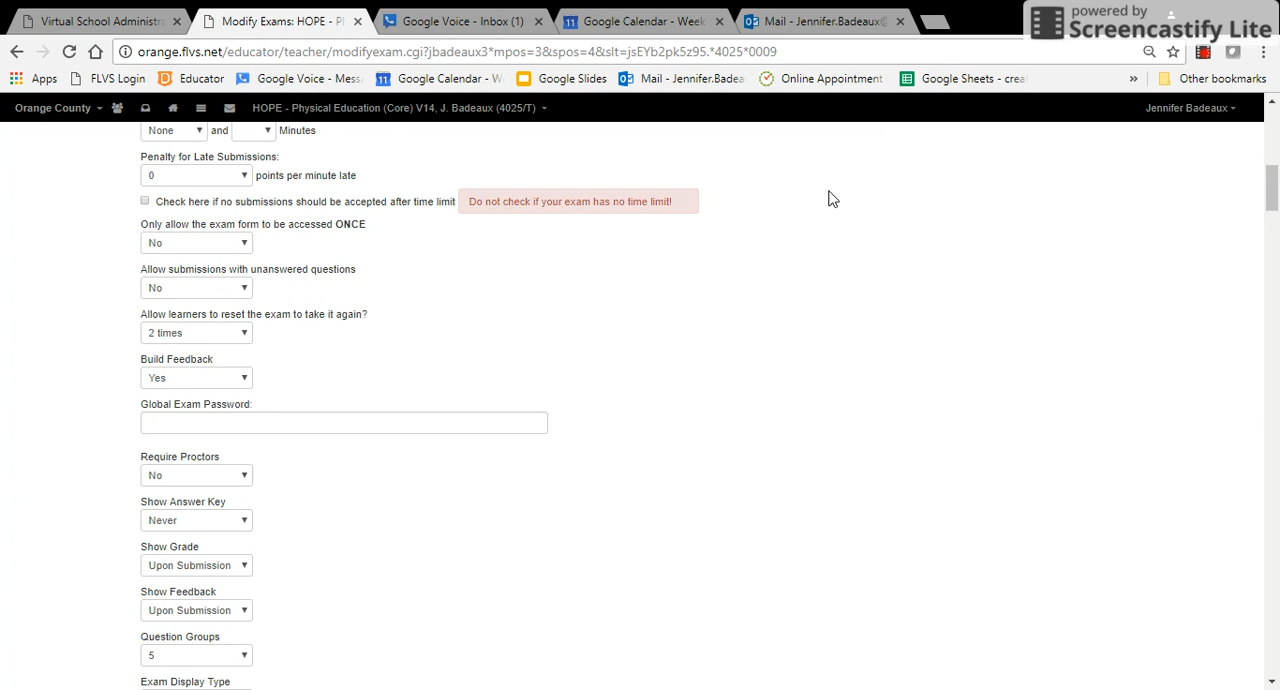 powered by
Screencastify Lite
Virtual School Administra
Modify Exams: HOPE - Ph
Google Voice - Inbox (1)
Google Calendar - Week
Mail - Jennifer.Badeaux@
orange.flvs.net/educator/teacher/modifyexam.cgi?jbadeaux3*mpos=3&spos=4&slt=jsEYb2pk5z95.*4025*0009
Apps
FLVS Login
Educator
Google Voice - Mess
Google Calendar - W
Google Slides
Mail - Jennifer.Badea
Online Appointment
Google Sheets - crea
»
Other bookmarks
Orange County
HOPE - Physical Education (Core) V14, J. Badeaux (4025/T)
Jennifer Badeaux
None and Minutes
Penalty for Late Submissions:
0 points per minute late
Check here if no submissions should be accepted after time limit Do not check if your exam has no time limit!
Only allow the exam form to be accessed ONCE
No
Allow submissions with unanswered questions
No
Allow learners to reset the exam to take it again?
2 times
Build Feedback
Yes
Global Exam Password:
Require Proctors
No
Show Answer Key
Never
Show Grade
Upon Submission
Show Feedback
Upon Submission
Question Groups
5
Exam Display Type